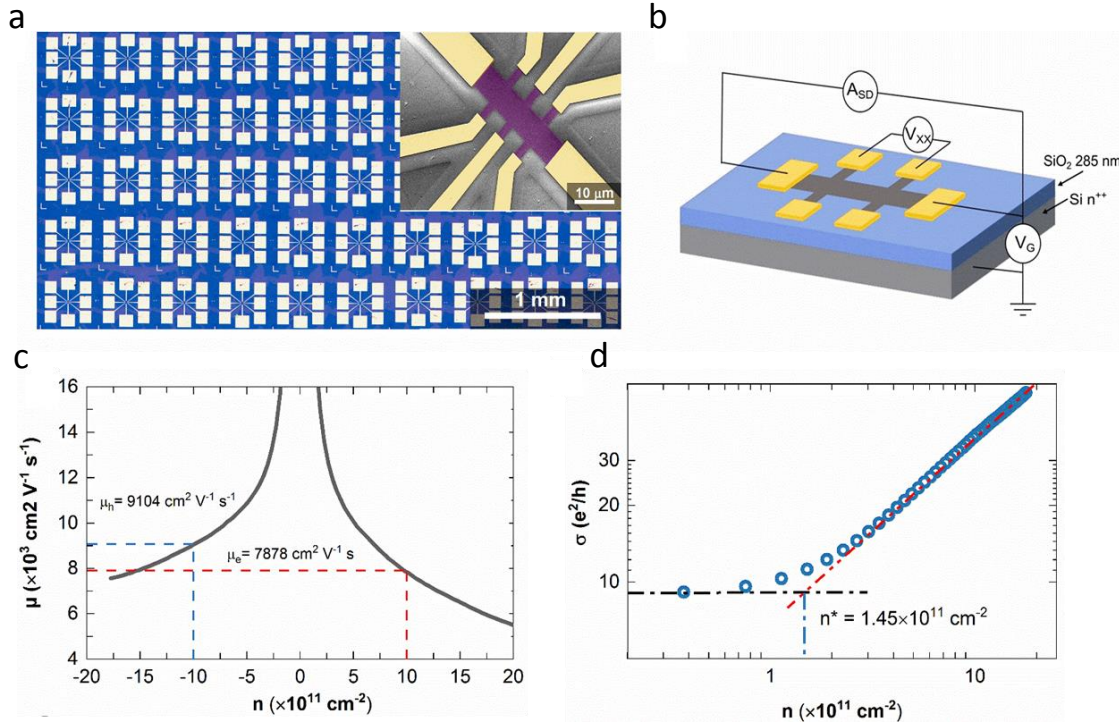 a
10 μm
1 mm
b
A_SD
V_XX
SiO₂ 285 nm
Si n⁺⁺
V_G
c
16
14
12
10
8
6
4
μ (×10³ cm2 V⁻¹ s⁻¹)
μ_h= 9104 cm² V⁻¹ s⁻¹
μ_e= 7878 cm² V⁻¹ s
-20 -15 -10 -5 0 5 10 15 20
n (×10¹¹ cm⁻²)
d
30
20
10
σ (e²/h)
n* = 1.45×10¹¹ cm⁻²
1 10
n (×10¹¹ cm⁻²)